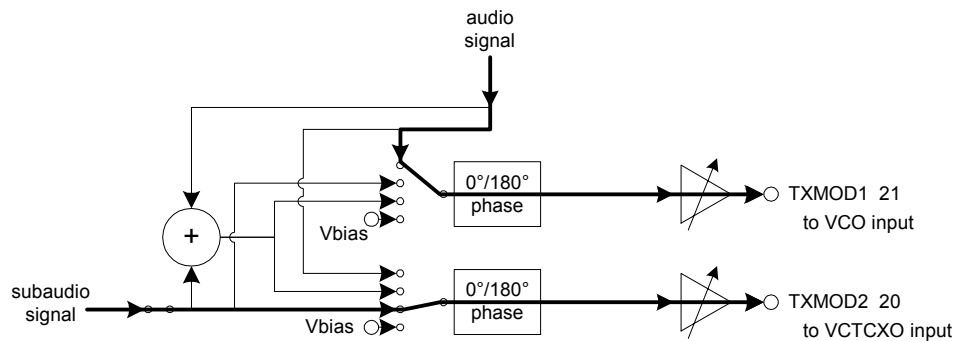 audio
signal
0°/180°
phase
TXMOD1 21
to VCO input
Vbias
+
subaudio
signal
0°/180°
phase
TXMOD2 20
to VCTCXO input
Vbias